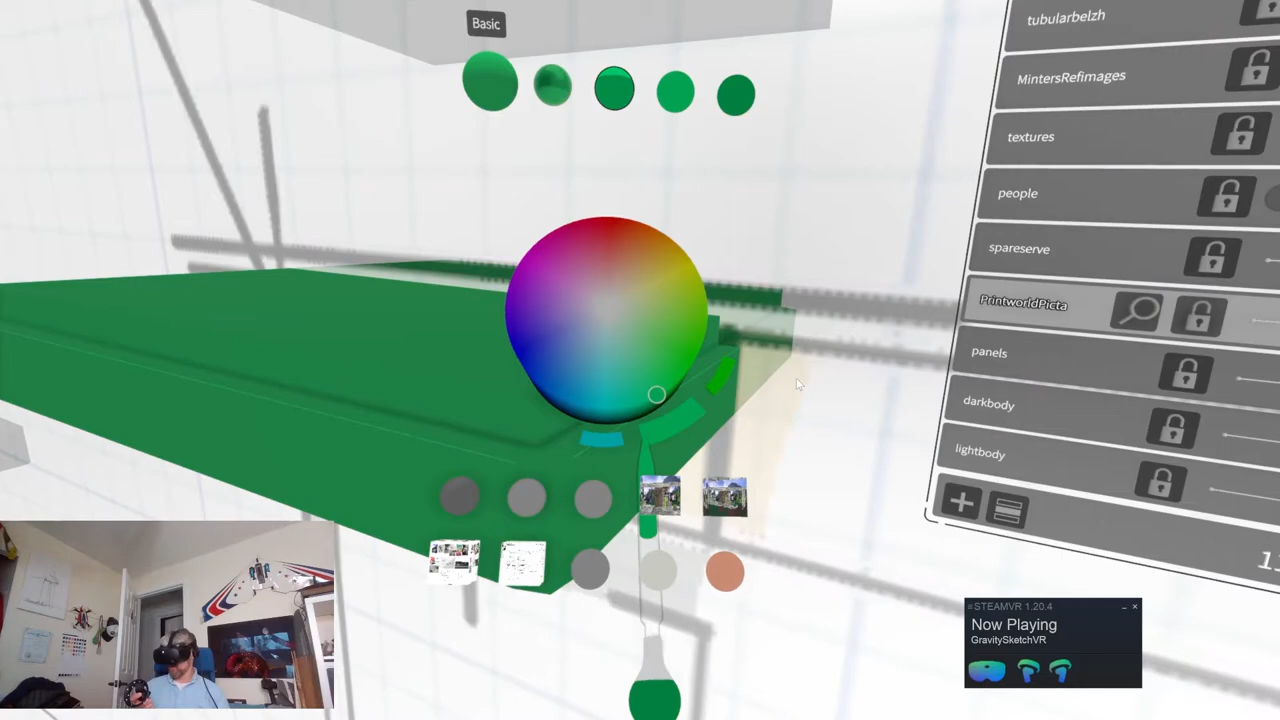 Basic
tubularbelzh
MintersRefimages
textures
people
spareserve
PrintworldPicta
panels
darkbody
lightbody
STEAMVR 1.20.4
Now Playing
GravitySketchVR